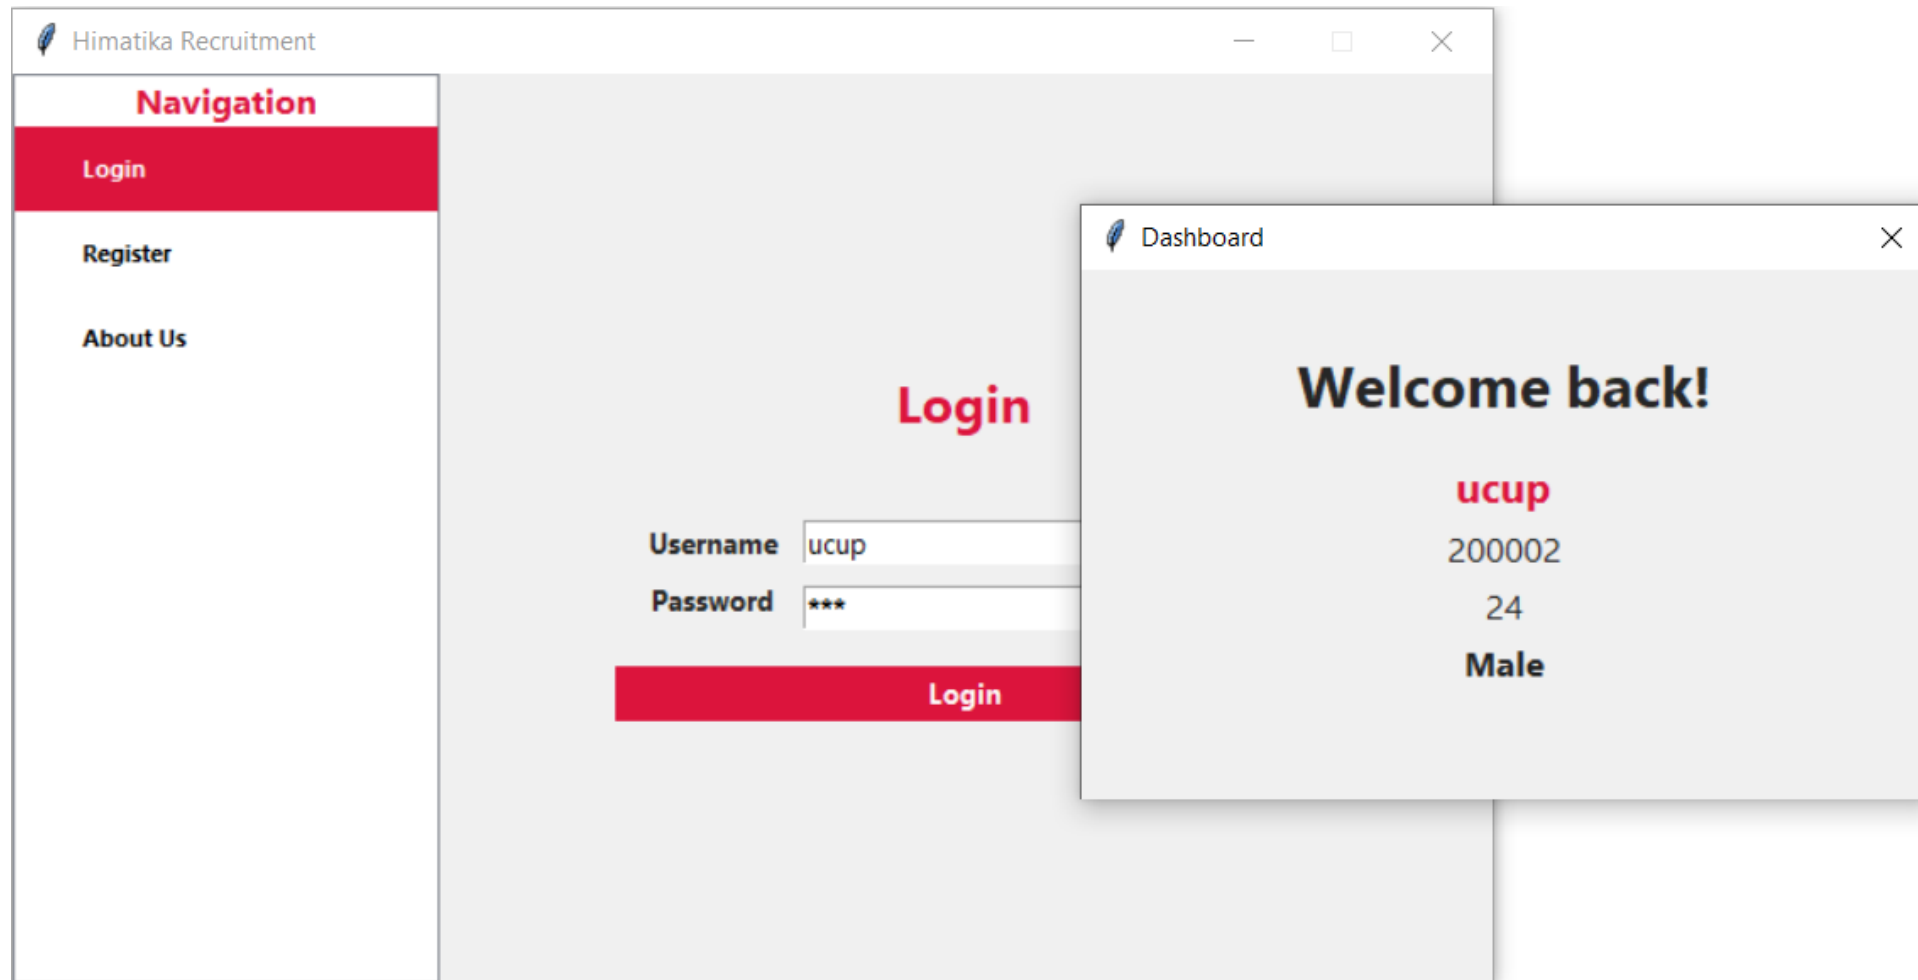 Himatika Recruitment
Navigation
Login
Register
About Us
Login
Username ucup
Password ***
Login
Dashboard
Welcome back!
ucup
200002
24
Male